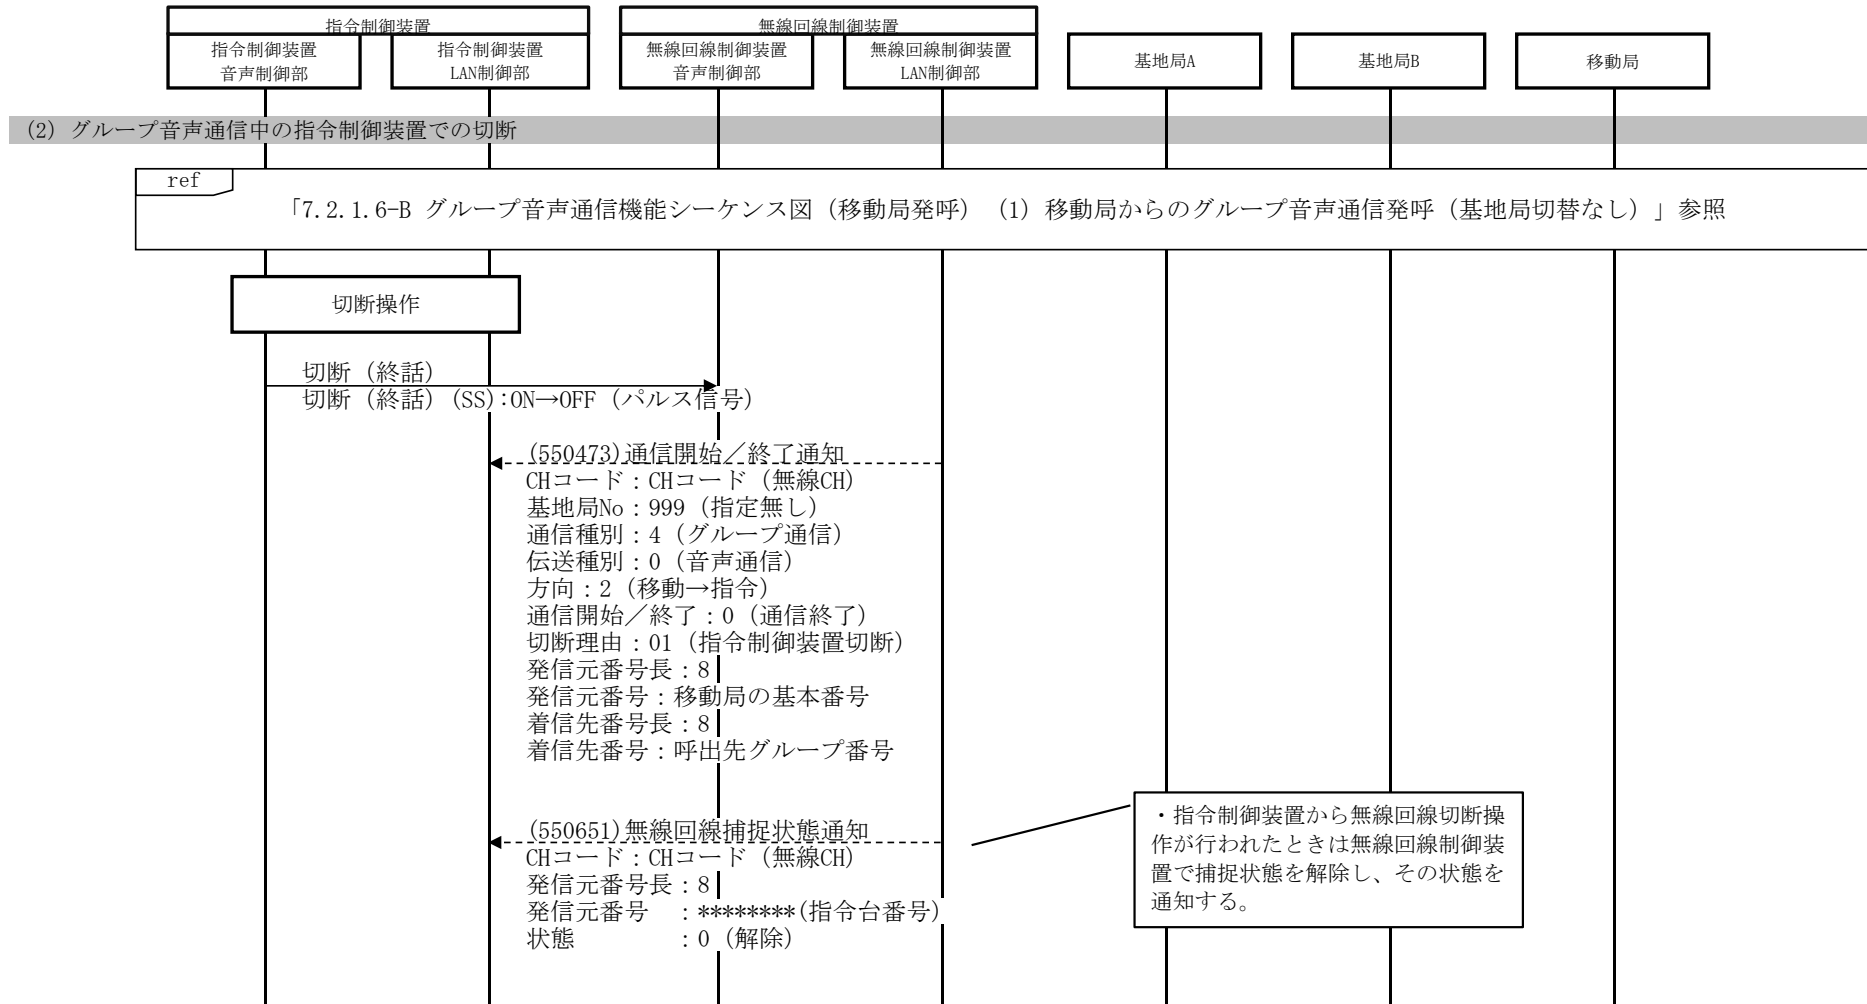 指令制御装置
無線回線制御装置
指令制御装置
音声制御部
指令制御装置
LAN制御部
無線回線制御装置
音声制御部
無線回線制御装置
LAN制御部
基地局A
基地局B
移動局
(2) グループ音声通信中の指令制御装置での切断
ref
「7.2.1.6-B グループ音声通信機能シーケンス図（移動局発呼）（1）移動局からのグループ音声通信発呼（基地局切替なし）」参照
切断操作
切断（終話）
切断（終話）(SS):ON→OFF（パルス信号）
(550473)通信開始／終了通知
CHコード：CHコード（無線CH）
基地局No：999（指定無し）
通信種別：4（グループ通信）
伝送種別：0（音声通信）
方向：2（移動→指令）
通信開始／終了：0（通信終了）
切断理由：01（指令制御装置切断）
発信元番号長：8
発信元番号：移動局の基本番号
着信先番号長：8
着信先番号：呼出先グループ番号
(550651)無線回線捕捉状態通知
CHコード：CHコード（無線CH）
発信元番号長：8
発信元番号　：********(指令台番号)
状態　　　　：0（解除）
・指令制御装置から無線回線切断操
作が行われたときは無線回線制御装
置で捕捉状態を解除し、その状態を
通知する。